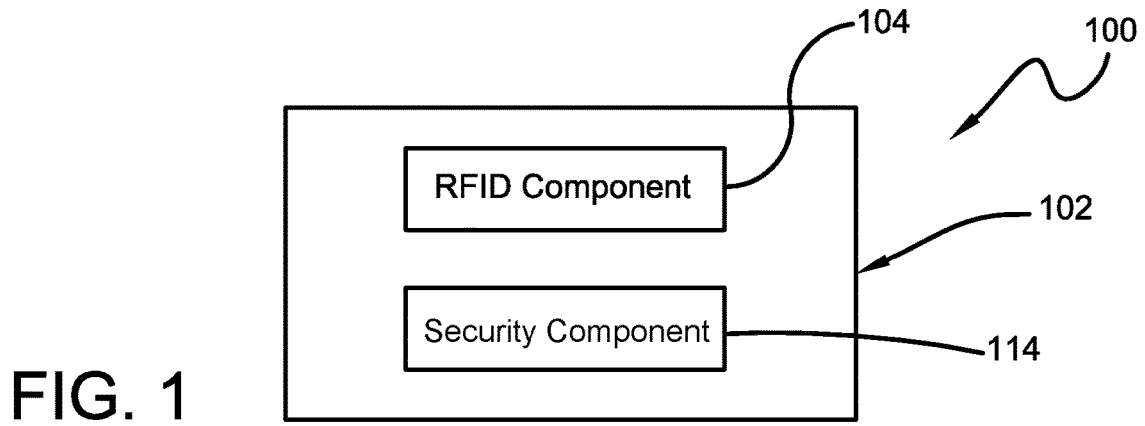 104
100
RFID Component
102
Security Component
114
FIG. 1